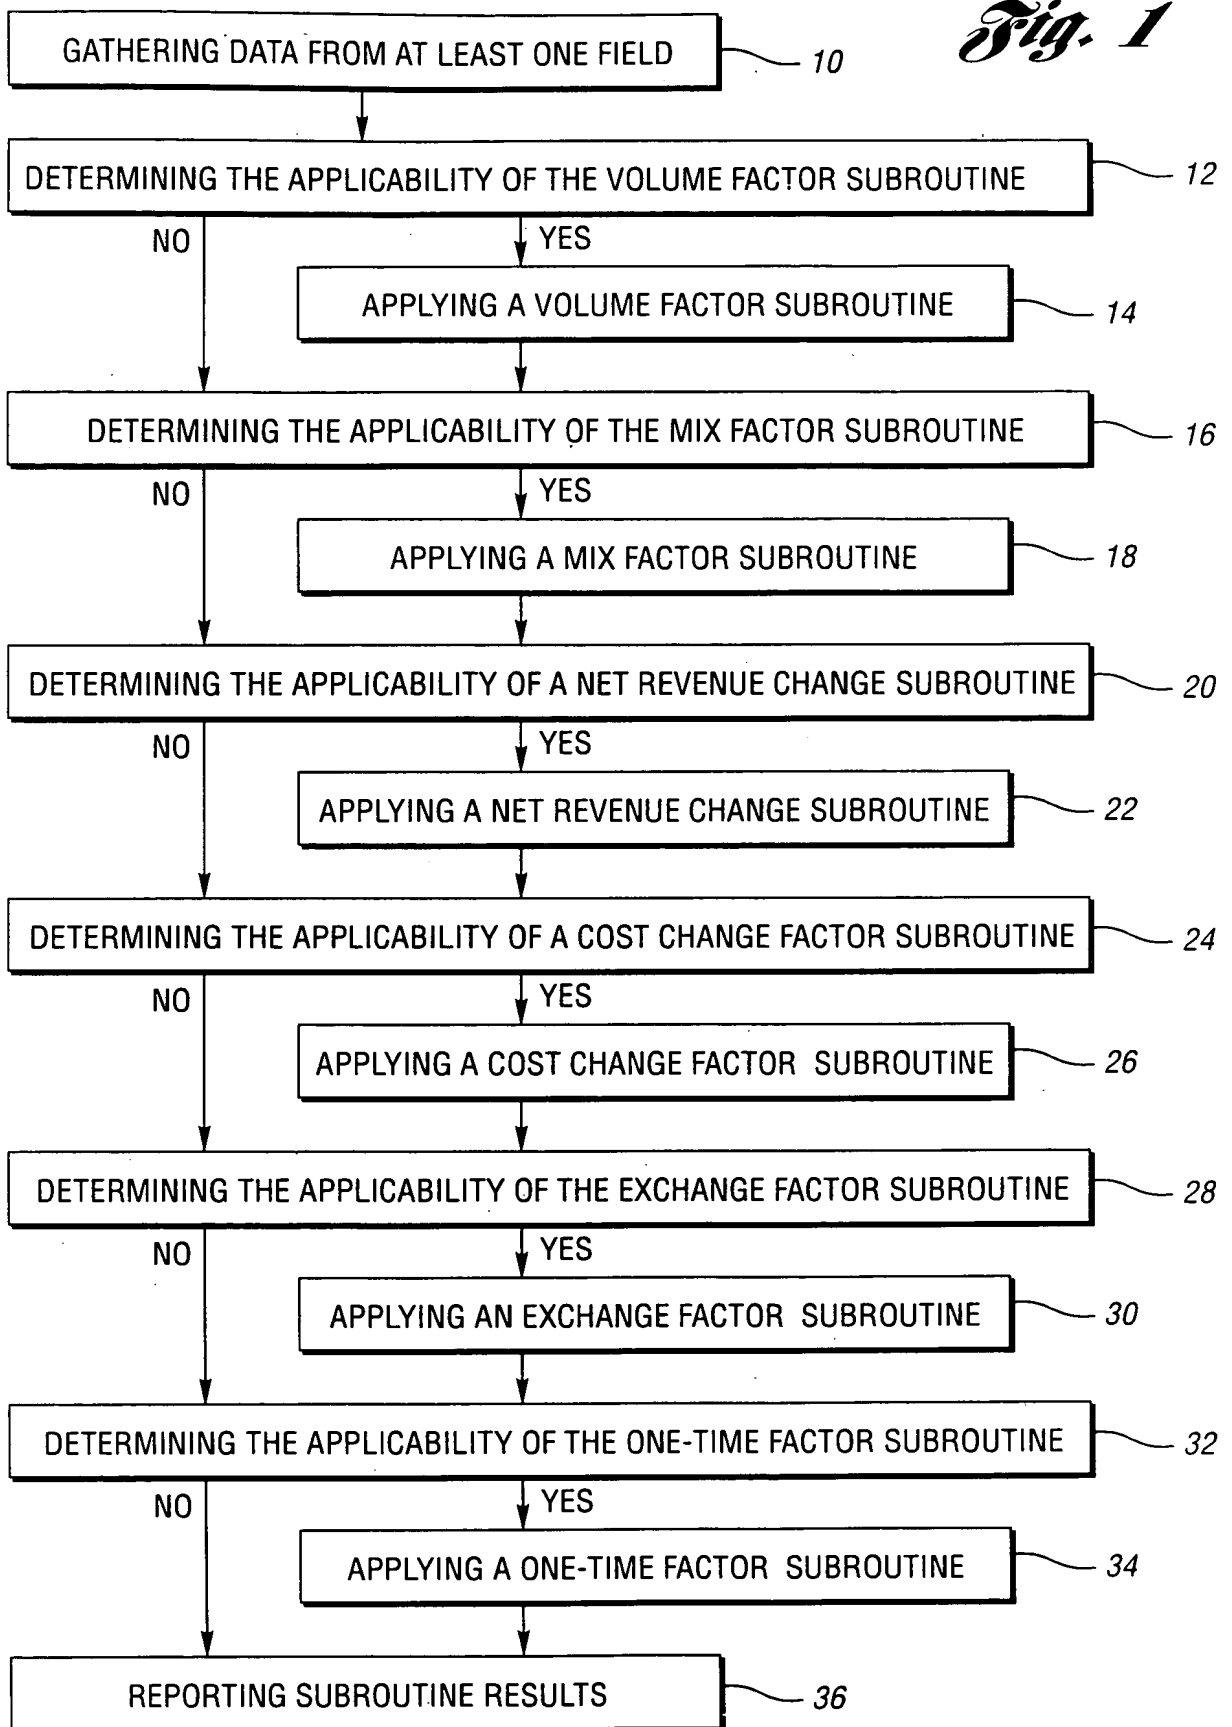 Fig. 1
GATHERING DATA FROM AT LEAST ONE FIELD
10
DETERMINING THE APPLICABILITY OF THE VOLUME FACTOR SUBROUTINE
12
NO
YES
APPLYING A VOLUME FACTOR SUBROUTINE
14
DETERMINING THE APPLICABILITY OF THE MIX FACTOR SUBROUTINE
16
NO
YES
APPLYING A MIX FACTOR SUBROUTINE
18
DETERMINING THE APPLICABILITY OF A NET REVENUE CHANGE SUBROUTINE
20
NO
YES
APPLYING A NET REVENUE CHANGE SUBROUTINE
22
DETERMINING THE APPLICABILITY OF A COST CHANGE FACTOR SUBROUTINE
24
NO
YES
APPLYING A COST CHANGE FACTOR SUBROUTINE
26
DETERMINING THE APPLICABILITY OF THE EXCHANGE FACTOR SUBROUTINE
28
NO
YES
APPLYING AN EXCHANGE FACTOR SUBROUTINE
30
DETERMINING THE APPLICABILITY OF THE ONE-TIME FACTOR SUBROUTINE
32
NO
YES
APPLYING A ONE-TIME FACTOR SUBROUTINE
34
REPORTING SUBROUTINE RESULTS
36